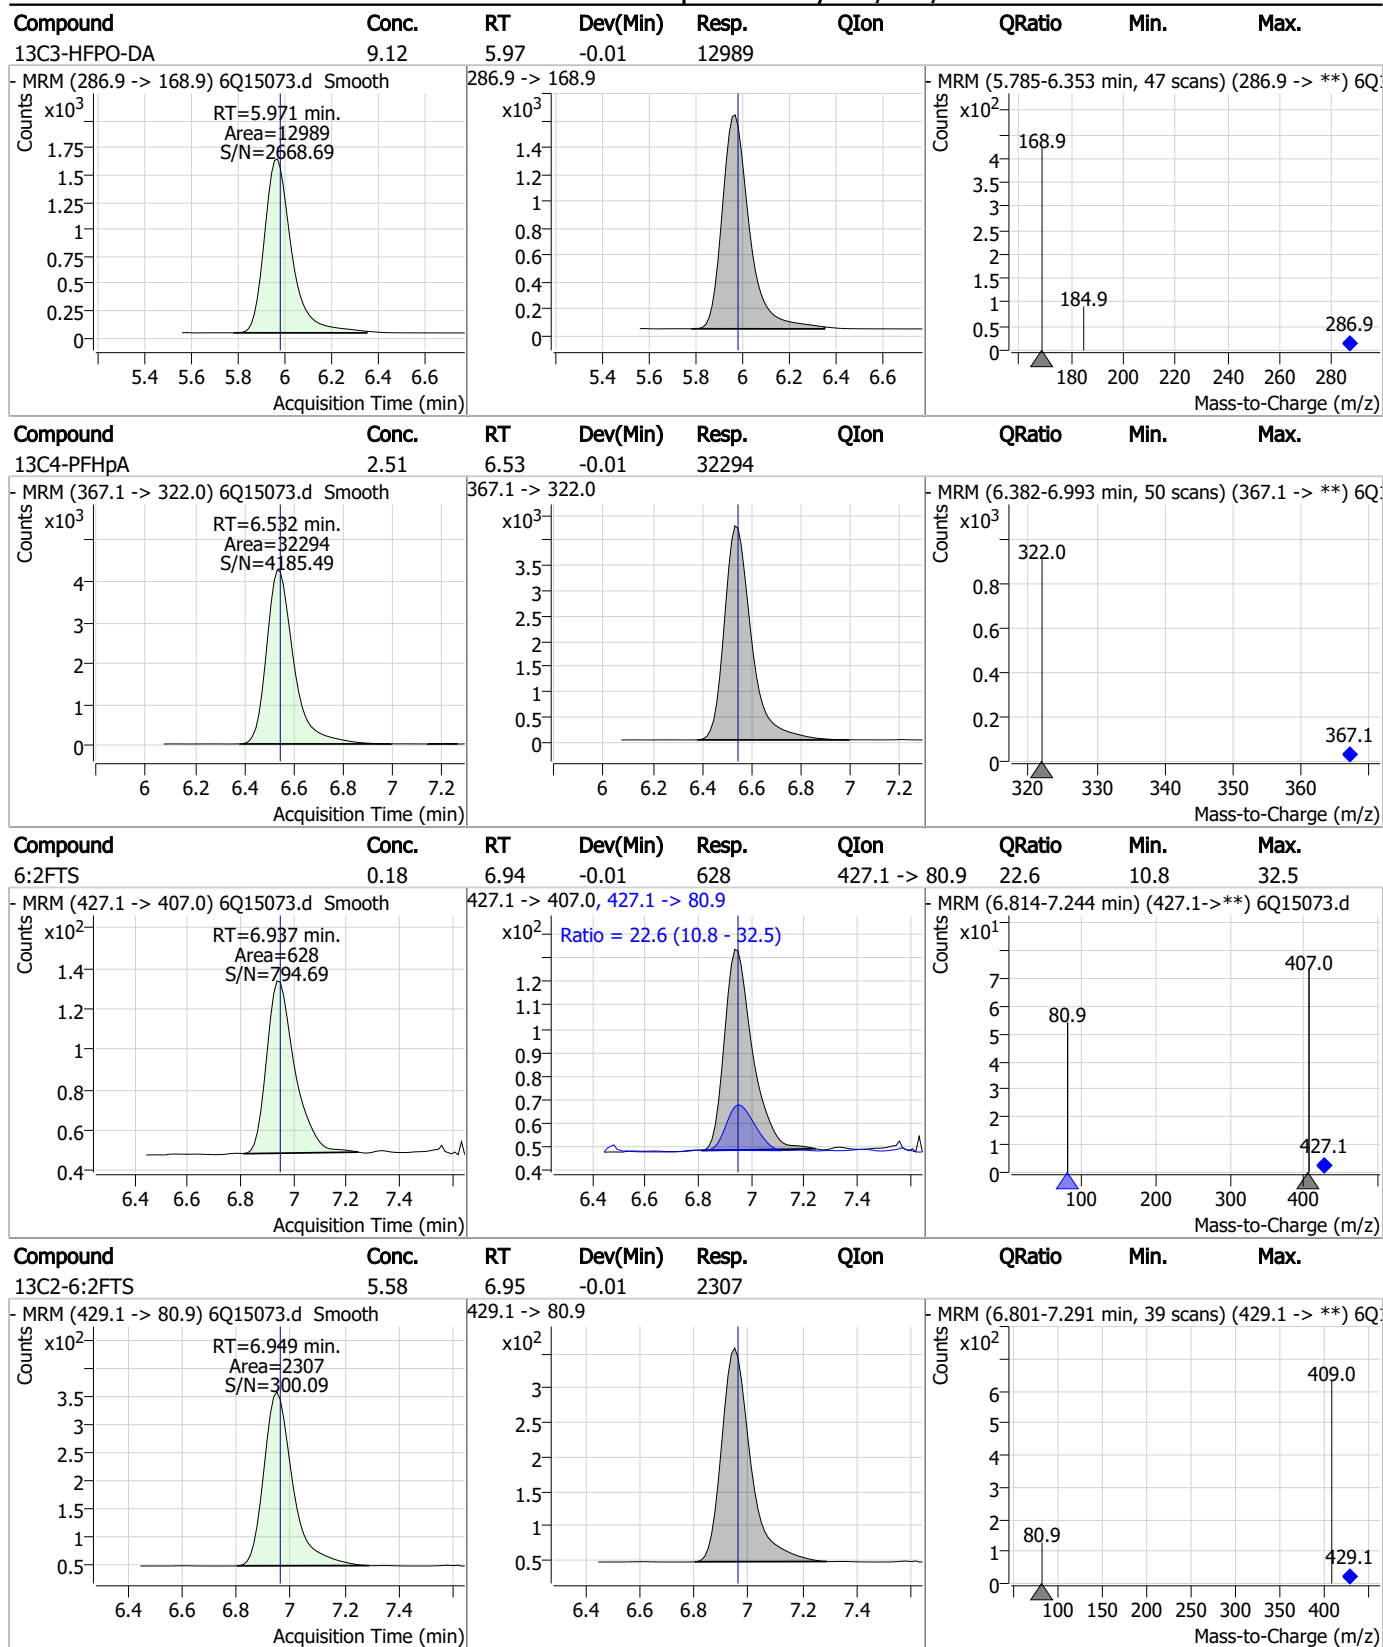 Compound Conc. RT Dev(Min) Resp. QIon QRatio Min. Max.
13C3-HFPO-DA 9.12 5.97 -0.01 12989
- MRM (286.9 -> 168.9) 6Q15073.d Smooth
Counts
x10³
RT=5.971 min.
Area=12989
S/N=2668.69
1.75
1.5
1.25
1
0.75
0.5
0.25
0
5.4 5.6 5.8 6 6.2 6.4 6.6
Acquisition Time (min)
286.9 -> 168.9
x10³
1.4
1.2
1
0.8
0.6
0.4
0.2
0
5.4 5.6 5.8 6 6.2 6.4 6.6
- MRM (5.785-6.353 min, 47 scans) (286.9 -> **) 6Q1
Counts
x10²
168.9
4
3.5
3
2.5
2
1.5
184.9
1
0.5
286.9
0
180 200 220 240 260 280
Mass-to-Charge (m/z)
Compound Conc. RT Dev(Min) Resp. QIon QRatio Min. Max.
13C4-PFHpA 2.51 6.53 -0.01 32294
- MRM (367.1 -> 322.0) 6Q15073.d Smooth
Counts
x10³
RT=6.532 min.
Area=32294
S/N=4185.49
4
3
2
1
0
6 6.2 6.4 6.6 6.8 7 7.2
Acquisition Time (min)
367.1 -> 322.0
x10³
3.5
3
2.5
2
1.5
1
0.5
0
6 6.2 6.4 6.6 6.8 7 7.2
- MRM (6.382-6.993 min, 50 scans) (367.1 -> **) 6Q1
Counts
x10³
322.0
0.8
0.6
0.4
0.2
367.1
0
320 330 340 350 360
Mass-to-Charge (m/z)
Compound Conc. RT Dev(Min) Resp. QIon QRatio Min. Max.
6:2FTS 0.18 6.94 -0.01 628 427.1 -> 80.9 22.6 10.8 32.5
- MRM (427.1 -> 407.0) 6Q15073.d Smooth
Counts
x10²
RT=6.937 min.
Area=628
S/N=794.69
1.4
1.2
1
0.8
0.6
0.4
6.4 6.6 6.8 7 7.2 7.4
Acquisition Time (min)
427.1 -> 407.0, 427.1 -> 80.9
x10²
Ratio = 22.6 (10.8 - 32.5)
1.2
1.1
1
0.9
0.8
0.7
0.6
0.5
0.4
6.4 6.6 6.8 7 7.2 7.4
- MRM (6.814-7.244 min) (427.1->**) 6Q15073.d
Counts
x10¹
407.0
7
6
80.9
5
4
3
2
1
427.1
0
100 200 300 400
Mass-to-Charge (m/z)
Compound Conc. RT Dev(Min) Resp. QIon QRatio Min. Max.
13C2-6:2FTS 5.58 6.95 -0.01 2307
- MRM (429.1 -> 80.9) 6Q15073.d Smooth
Counts
x10²
RT=6.949 min.
Area=2307
S/N=300.09
3.5
3
2.5
2
1.5
1
0.5
6.4 6.6 6.8 7 7.2 7.4
Acquisition Time (min)
429.1 -> 80.9
x10²
3
2.5
2
1.5
1
0.5
6.4 6.6 6.8 7 7.2 7.4
- MRM (6.801-7.291 min, 39 scans) (429.1 -> **) 6Q1
Counts
x10²
409.0
6
5
4
3
2
80.9
1
429.1
0
100 150 200 250 300 350 400
Mass-to-Charge (m/z)